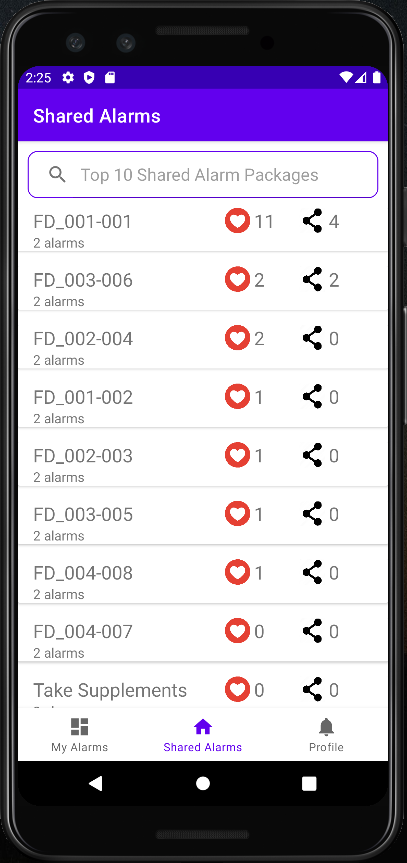 2:25
Shared Alarms
Top 10 Shared Alarm Packages
FD_001-001 11 4
2 alarms
FD_003-006 2 2
2 alarms
FD_002-004 2 0
2 alarms
FD_001-002 1 0
2 alarms
FD_002-003 1 0
2 alarms
FD_003-005 1 0
2 alarms
FD_004-008 1 0
2 alarms
FD_004-007 0 0
2 alarms
Take Supplements 0 0
My Alarms Shared Alarms Profile